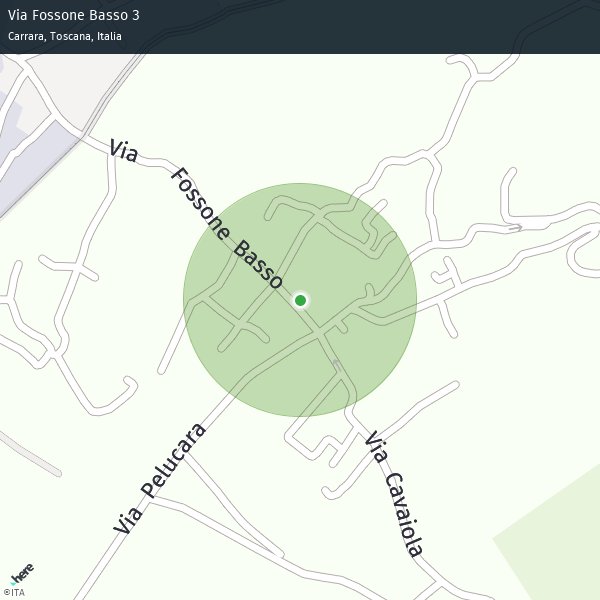 Via Fossone Basso 3
Carrara, Toscana, Italia
Via Fossone Basso
Via Pelucara
Via Cavaiola
here
©ITA